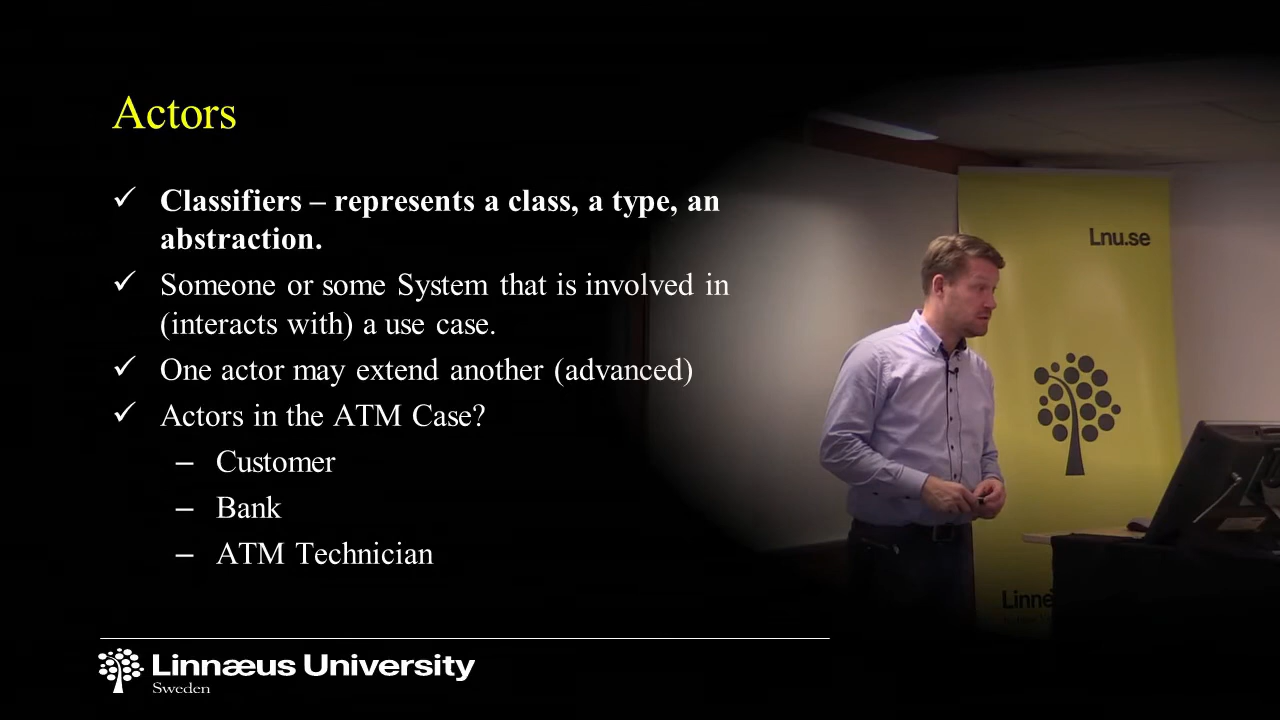 Actors
✓ Classifiers – represents a class, a type, an
abstraction.
✓ Someone or some System that is involved in
(interacts with) a use case.
✓ One actor may extend another (advanced)
✓ Actors in the ATM Case?
– Customer
– Bank
– ATM Technician
Lnu.se
Linnæus University
Sweden